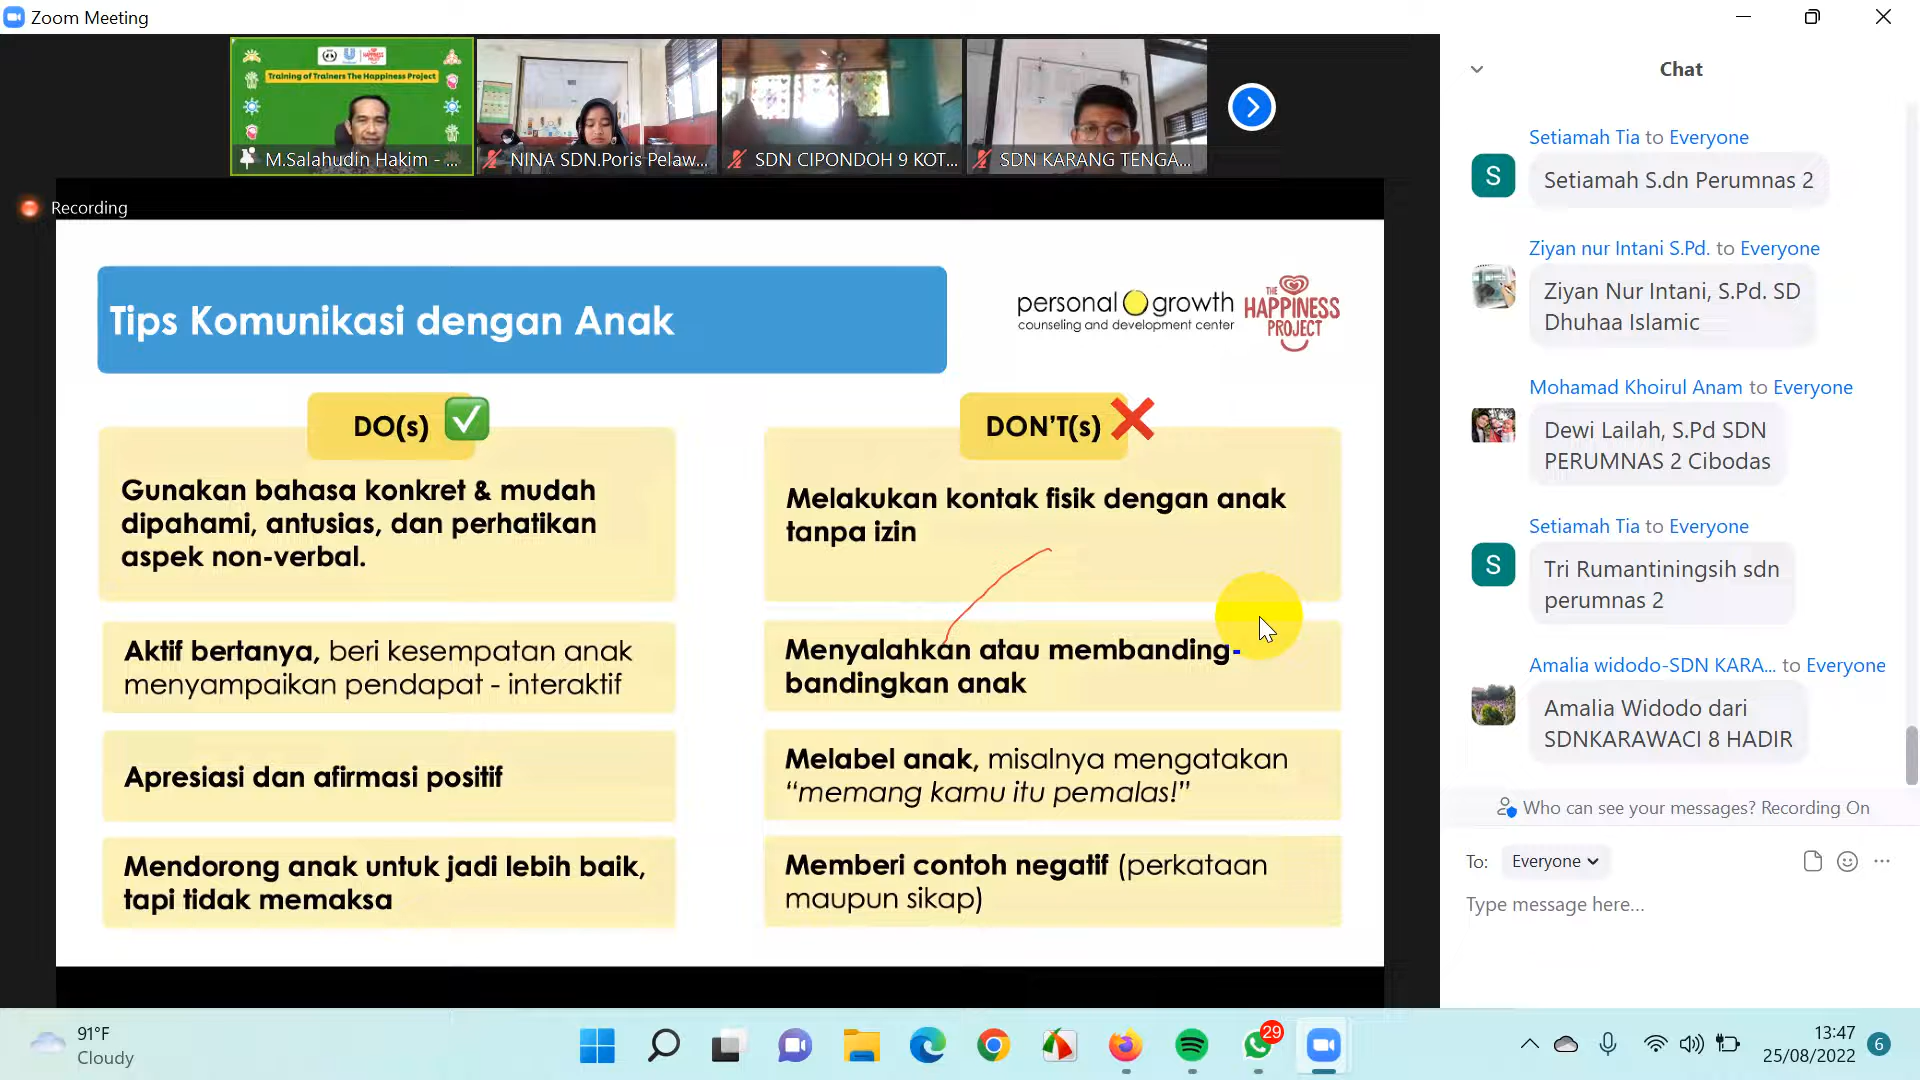 Zoom Meeting
Training of Trainers The Happiness Project
M.Salahudin Hakim - ...
NINA SDN.Poris Pelaw...
SDN CIPONDOH 9 KOT...
SDN KARANG TENGA...
Recording
Tips Komunikasi dengan Anak
personal growth
counseling and development center
THE
HAPPINESS
PROJECT
DO(s)
Gunakan bahasa konkret & mudah
dipahami, antusias, dan perhatikan
aspek non-verbal.
Aktif bertanya, beri kesempatan anak
menyampaikan pendapat - interaktif
Apresiasi dan afirmasi positif
Mendorong anak untuk jadi lebih baik,
tapi tidak memaksa
DON'T(s)
Melakukan kontak fisik dengan anak
tanpa izin
Menyalahkan atau membanding-
bandingkan anak
Melabel anak, misalnya mengatakan
“memang kamu itu pemalas!”
Memberi contoh negatif (perkataan
maupun sikap)
Chat
Setiamah Tia to Everyone
S
Setiamah S.dn Perumnas 2
Ziyan nur Intani S.Pd. to Everyone
Ziyan Nur Intani, S.Pd. SD
Dhuhaa Islamic
Mohamad Khoirul Anam to Everyone
Dewi Lailah, S.Pd SDN
PERUMNAS 2 Cibodas
Setiamah Tia to Everyone
S
Tri Rumantiningsih sdn
perumnas 2
Amalia widodo-SDN KARA... to Everyone
Amalia Widodo dari
SDNKARAWACI 8 HADIR
Who can see your messages? Recording On
To: Everyone
Type message here...
91°F
Cloudy
29
13:47
25/08/2022
6